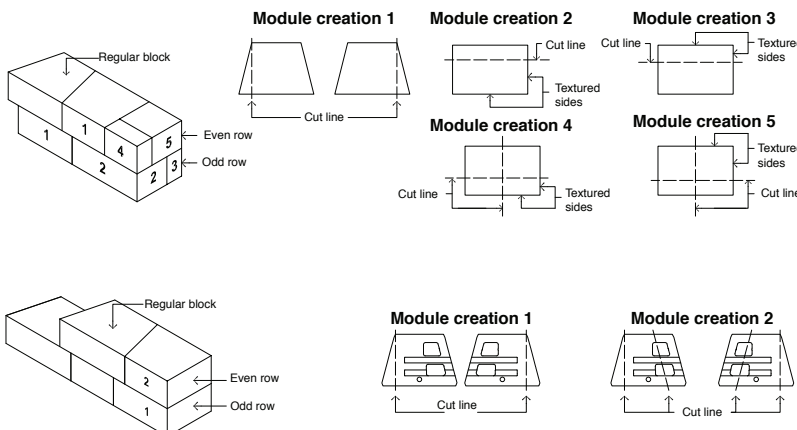 Module creation 1
Module creation 2
Module creation 3
Regular block
Cut line
Cut line
Textured
sides
Cut line
Textured
sides
1
1
4
5
2
2
3
Even row
Odd row
Module creation 4
Module creation 5
Cut line
Textured
sides
Textured
sides
Cut line
Regular block
2
1
Even row
Odd row
Module creation 1
Module creation 2
Cut line
Cut line